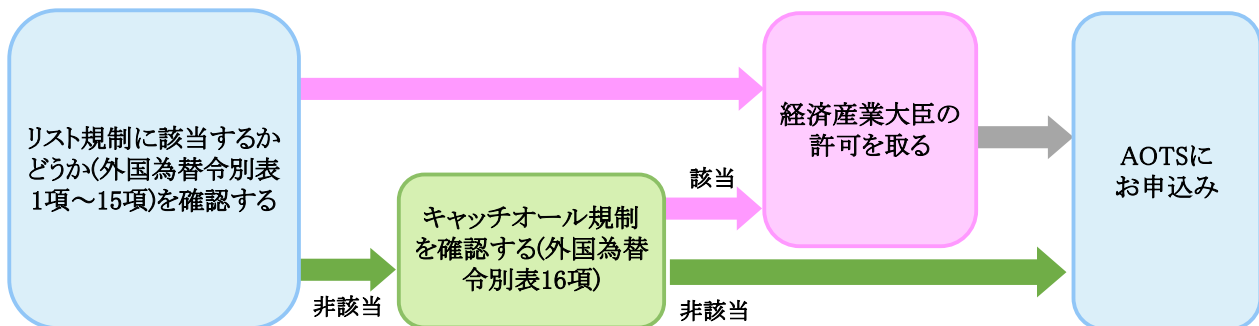 リスト規制に該当するか
どうか(外国為替令別表
1項～15項)を確認する
非該当
キャッチオール規制
を確認する(外国為替
令別表16項)
該当
非該当
経済産業大臣の
許可を取る
AOTSに
お申込み